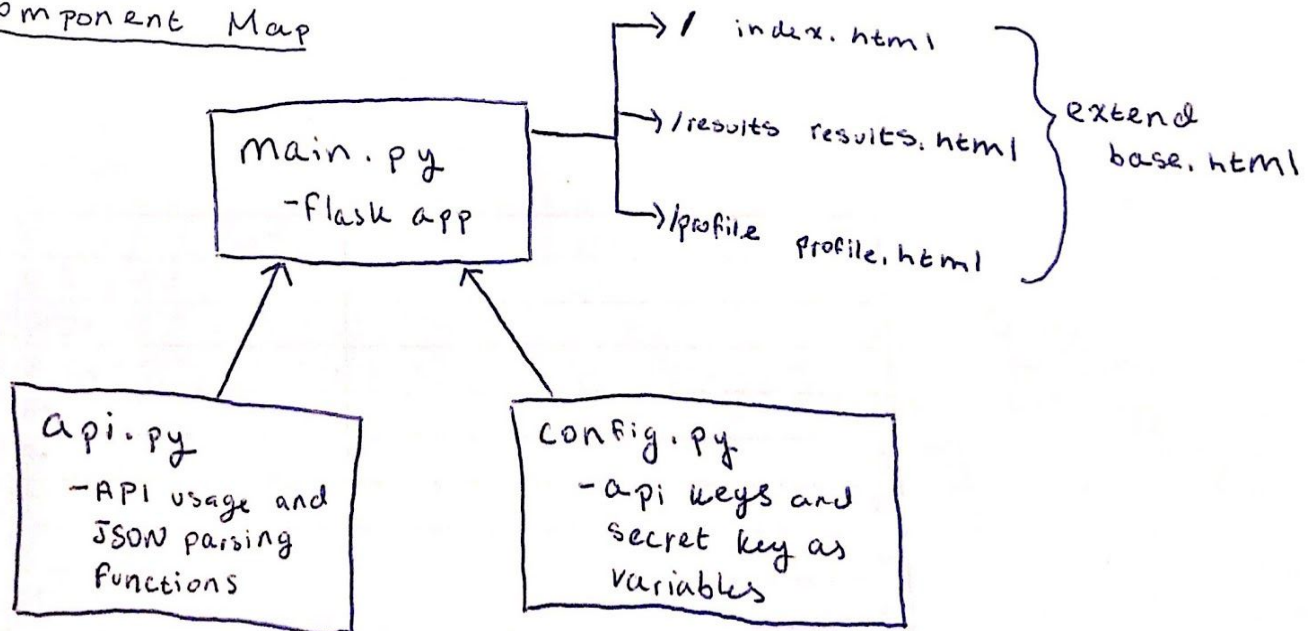 omponent Map
main.py
-flask app
/ index.html
/results results.html
/profile profile.html
extend
base.html
api.py
-API usage and
JSON parsing
functions
config.py
-api keys and
secret key as
variables